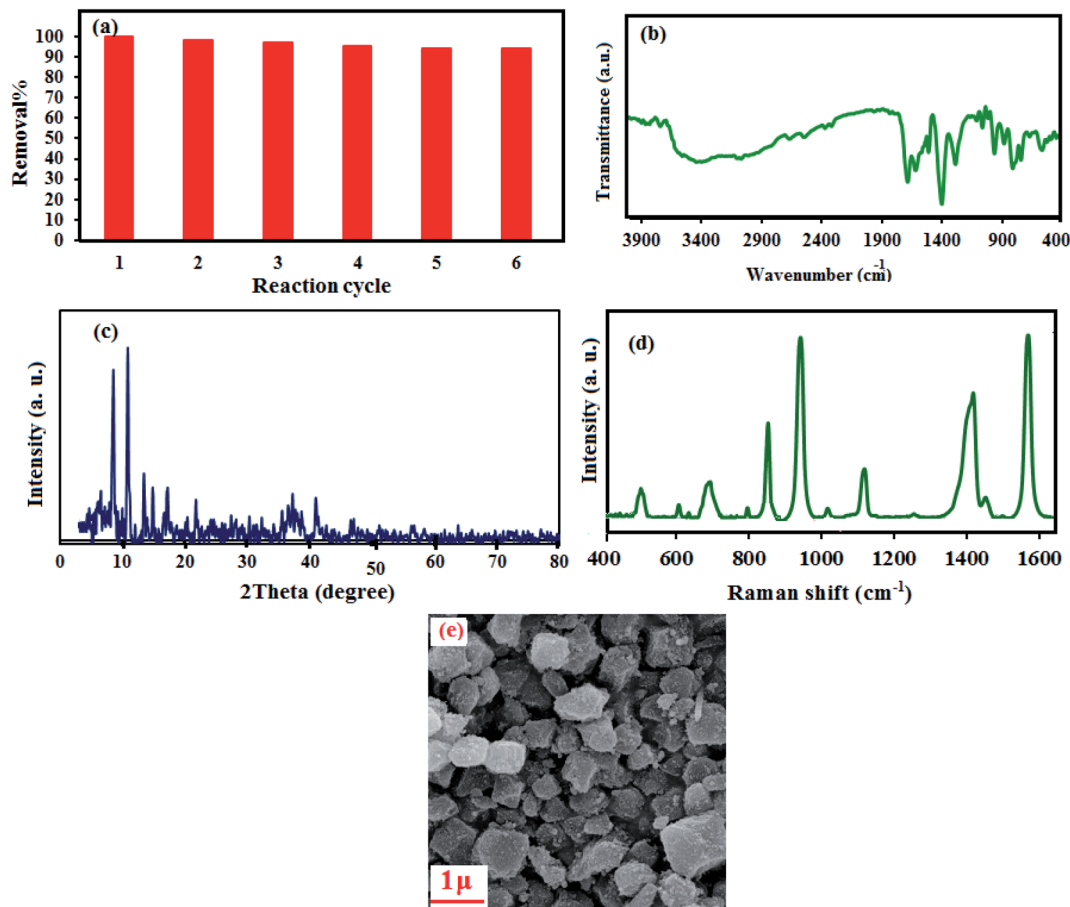 (a)
Removal%
100
90
80
70
60
50
40
30
20
10
0
1 2 3 4 5 6
Reaction cycle
(b)
Transmittance (a.u.)
3900 3400 2900 2400 1900 1400 900 400
Wavenumber (cm-1)
(c)
Intensity (a. u.)
0 10 20 30 40 50 60 70 80
2Theta (degree)
(d)
Intensity (a. u.)
400 600 800 1000 1200 1400 1600
Raman shift (cm-1)
(e)
1μ